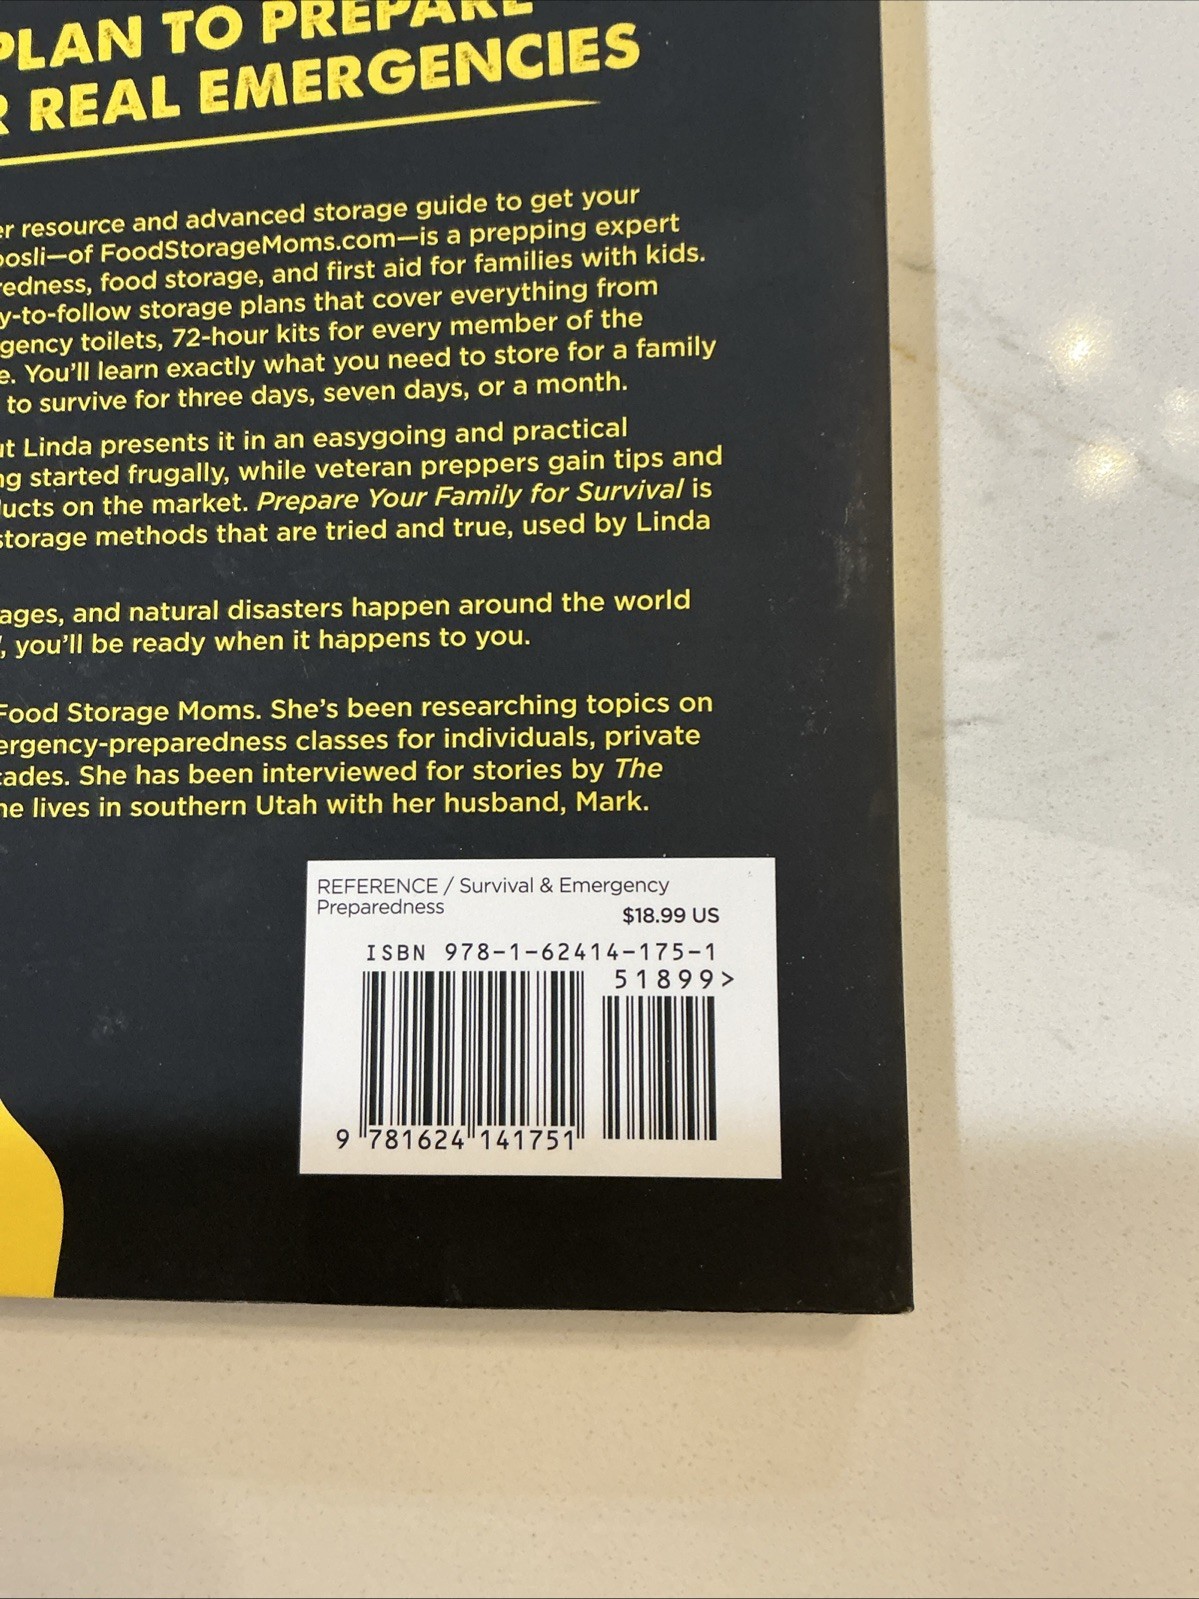 PLAN TO PREPARE
R REAL EMERGENCIES
er resource and advanced storage guide to get your
oosli—of FoodStorageMoms.com—is a prepping expert
redness, food storage, and first aid for families with kids.
y-to-follow storage plans that cover everything from
gency toilets, 72-hour kits for every member of the
e. You'll learn exactly what you need to store for a family
to survive for three days, seven days, or a month.
ut Linda presents it in an easygoing and practical
ng started frugally, while veteran preppers gain tips and
ducts on the market. Prepare Your Family for Survival is
storage methods that are tried and true, used by Linda
ages, and natural disasters happen around the world
, you'll be ready when it happens to you.
Food Storage Moms. She's been researching topics on
ergency-preparedness classes for individuals, private
cades. She has been interviewed for stories by The
he lives in southern Utah with her husband, Mark.
REFERENCE / Survival & Emergency
Preparedness
$18.99 US
ISBN 978-1-62414-175-1
51899>
9 781624 141751